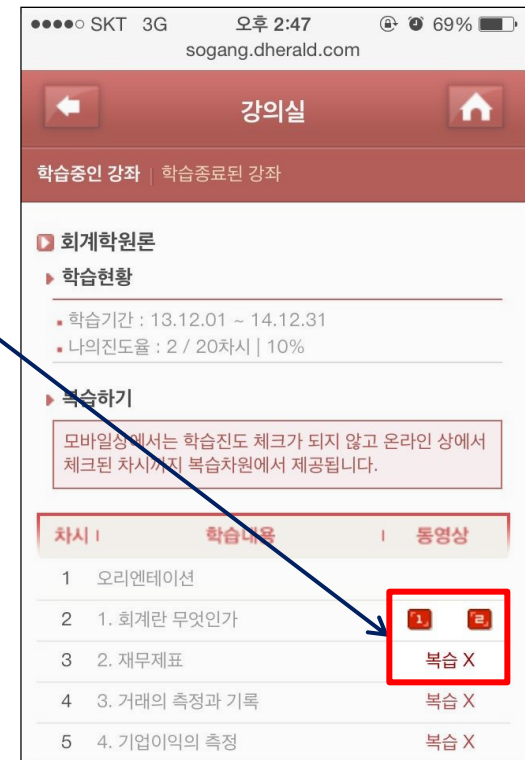 SKT 3G 오후 2:47 69%
sogang.dherald.com
강의실
학습중인 강좌 | 학습종료된 강좌
회계학원론
학습현황
학습기간 : 13.12.01 ~ 14.12.31
나의진도율 : 2 / 20차시 | 10%
복습하기
모바일상에서는 학습진도 체크가 되지 않고 온라인 상에서
체크된 차시까지 복습차원에서 제공됩니다.
차시 학습내용 동영상
1 오리엔테이션
2 1. 회계란 무엇인가 1 2
3 2. 재무제표 복습 X
4 3. 거래의 측정과 기록 복습 X
5 4. 기업이익의 측정 복습 X